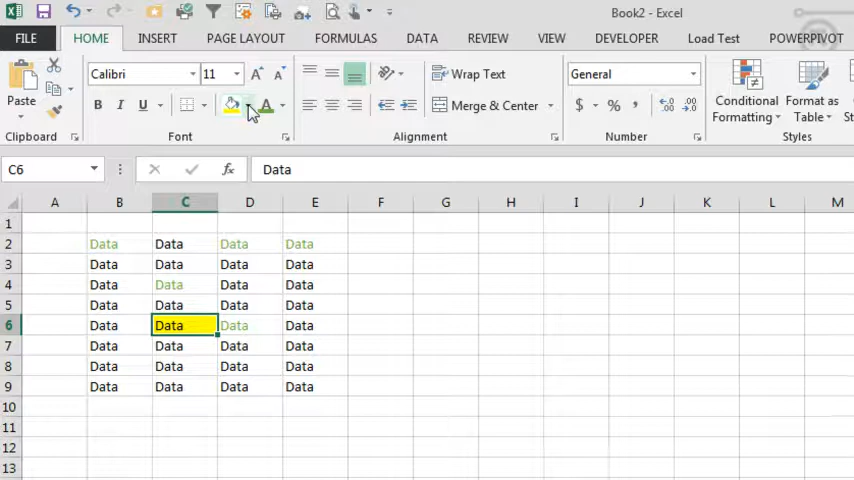 Book2 - Excel
FILE HOME INSERT PAGE LAYOUT FORMULAS DATA REVIEW VIEW DEVELOPER Load Test POWERPIVOT
Calibri 11 Wrap Text General
Paste B I U A Merge & Center $ % , Conditional Formatting Format as Table
Clipboard Font Alignment Number Styles
C6 fx Data
A B C D E F G H I J K L M
1
2 Data Data Data Data
3 Data Data Data Data
4 Data Data Data Data
5 Data Data Data Data
6 Data Data Data Data
7 Data Data Data Data
8 Data Data Data Data
9 Data Data Data Data
10
11
12
13